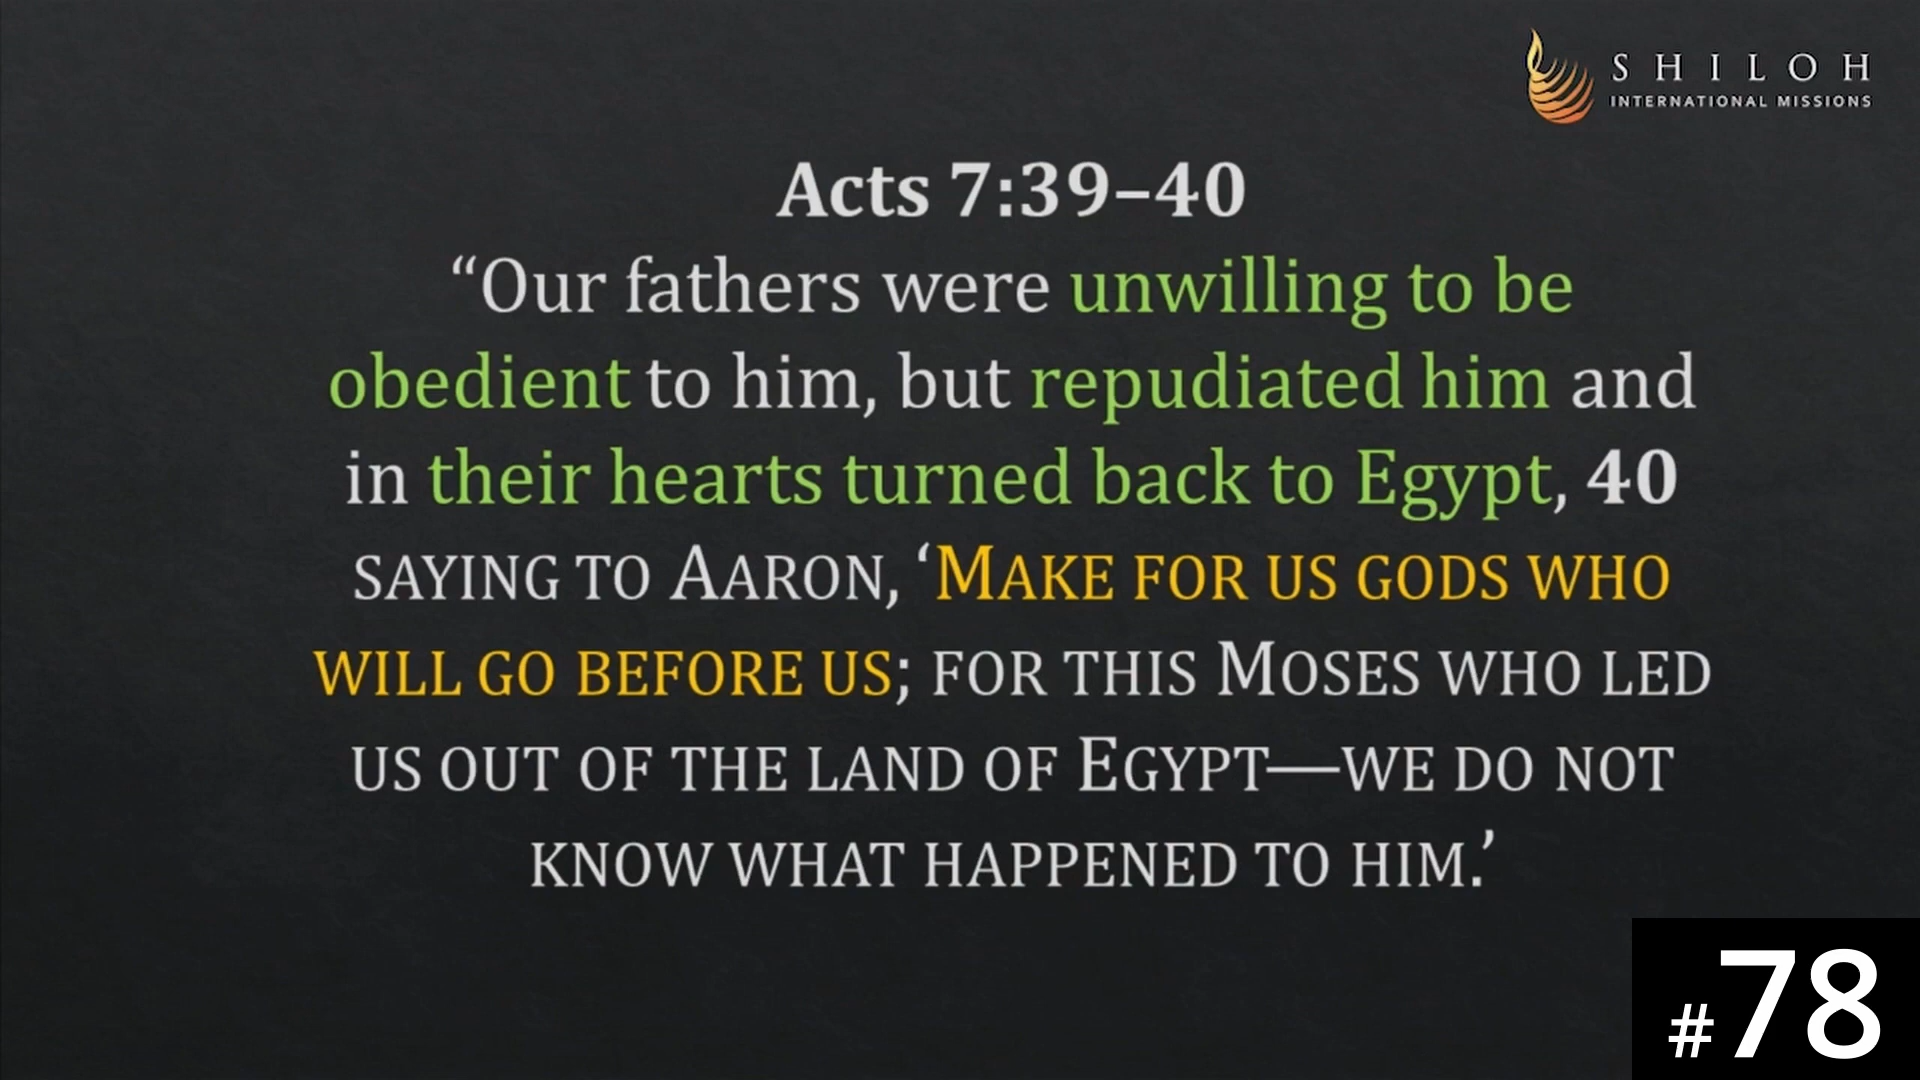 SHILOH
INTERNATIONAL MISSIONS
Acts 7:39–40
“Our fathers were unwilling to be
obedient to him, but repudiated him and
in their hearts turned back to Egypt, 40
SAYING TO AARON, ‘MAKE FOR US GODS WHO
WILL GO BEFORE US; FOR THIS MOSES WHO LED
US OUT OF THE LAND OF EGYPT—WE DO NOT
KNOW WHAT HAPPENED TO HIM.’
#78